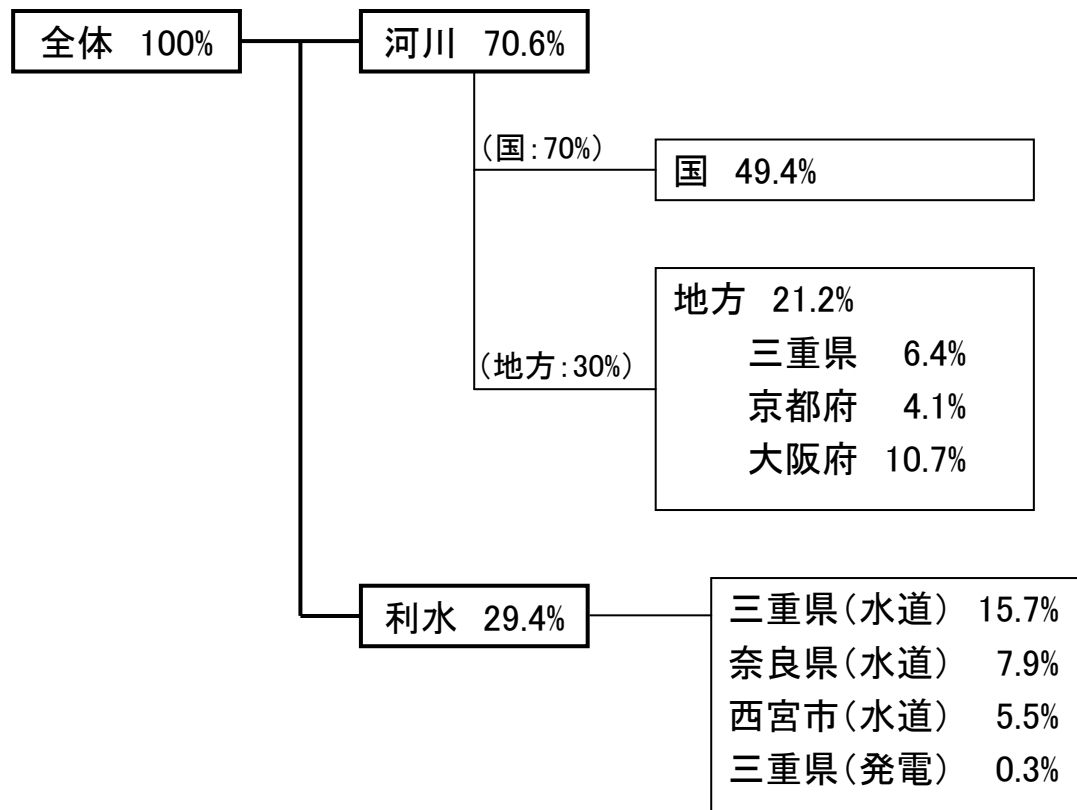 全体 100%
河川 70.6%
(国:70%)
国 49.4%
(地方:30%)
地方 21.2%
三重県 6.4%
京都府 4.1%
大阪府 10.7%
利水 29.4%
三重県(水道) 15.7%
奈良県(水道) 7.9%
西宮市(水道) 5.5%
三重県(発電) 0.3%